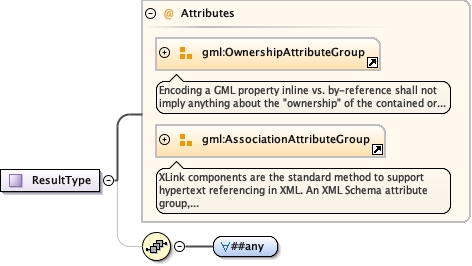 @ Attributes
gml:OwnershipAttributeGroup
Encoding a GML property inline vs. by-reference shall not
imply anything about the "ownership" of the contained or...
gml:AssociationAttributeGroup
XLink components are the standard method to support
hypertext referencing in XML. An XML Schema attribute
group,...
ResultType
∀##any